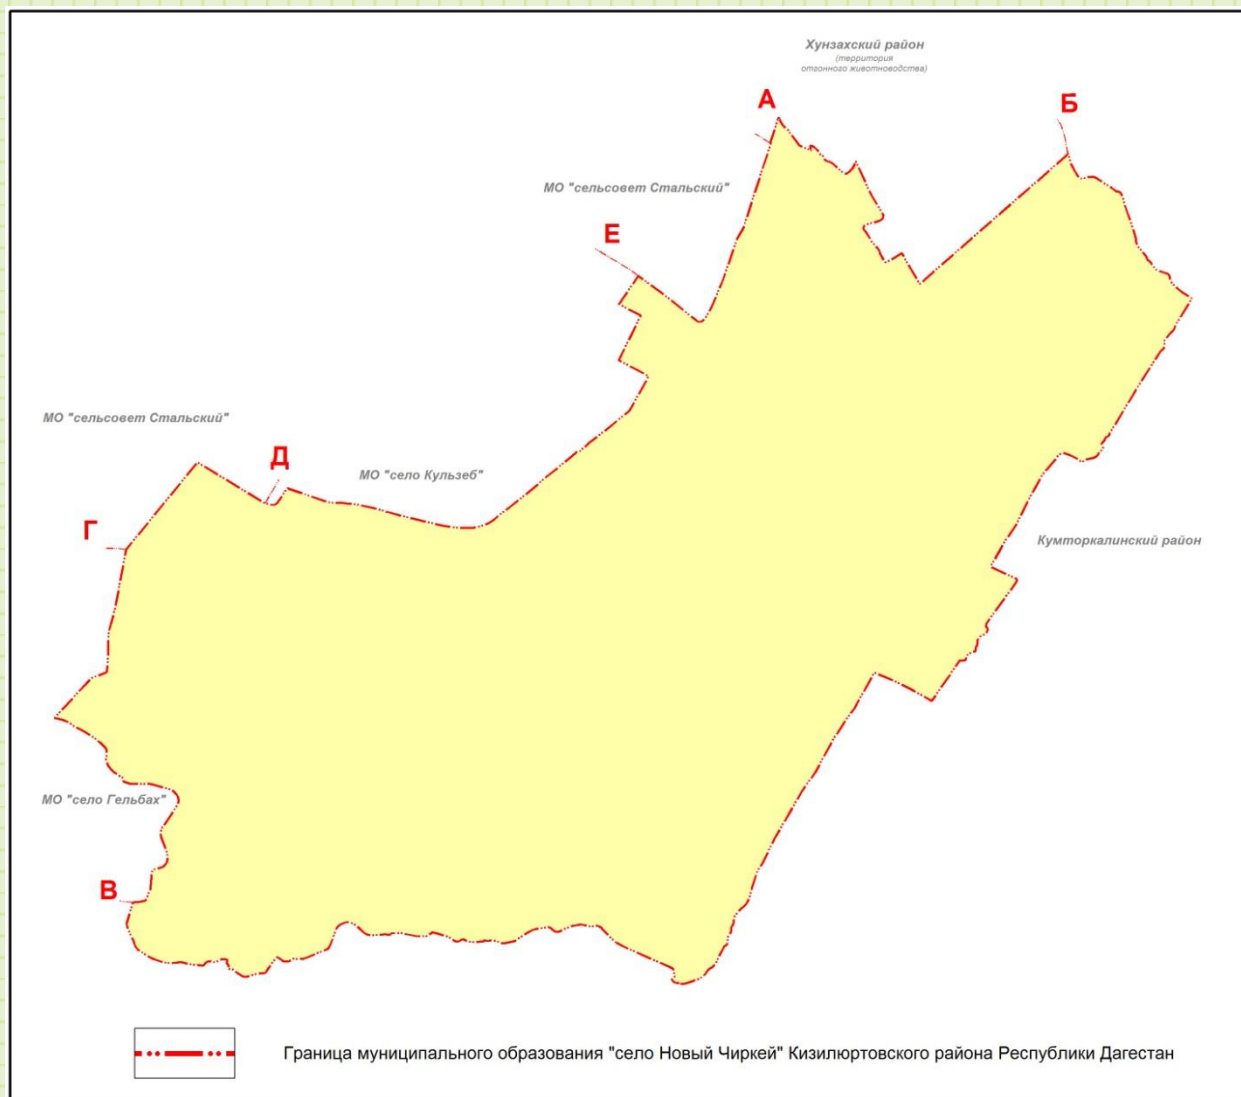 Хунзахский район
(территория
отгонного животноводства)
А
Б
МО "сельсовет Стальский"
Е
МО "сельсовет Стальский"
Д
МО "село Кульзеб"
Г
Кумторкалинский район
МО "село Гельбах"
В
Граница муниципального образования "село Новый Чиркей" Кизилюртовского района Республики Дагестан